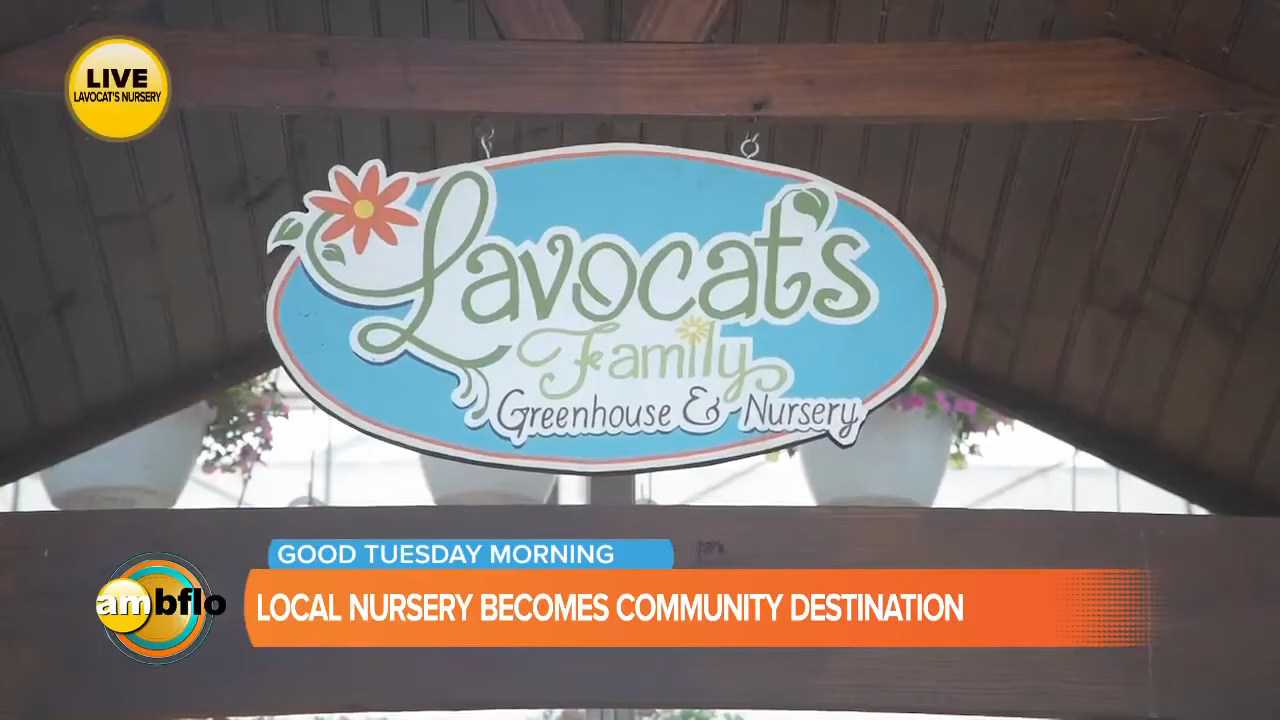 LIVE
LAVOCAT'S NURSERY
Lavocat's
Family
Greenhouse & Nursery
GOOD TUESDAY MORNING
ambflo
LOCAL NURSERY BECOMES COMMUNITY DESTINATION